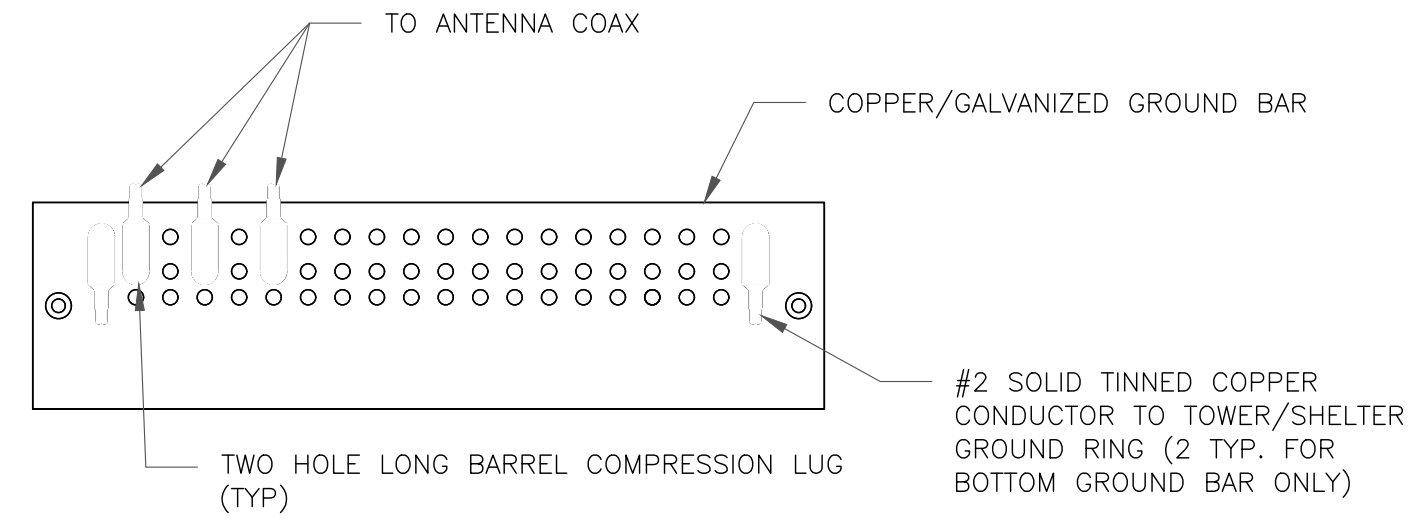 TO ANTENNA COAX
COPPER/GALVANIZED GROUND BAR
#2 SOLID TINNED COPPER
CONDUCTOR TO TOWER/SHELTER
GROUND RING (2 TYP. FOR
BOTTOM GROUND BAR ONLY)
TWO HOLE LONG BARREL COMPRESSION LUG
(TYP)